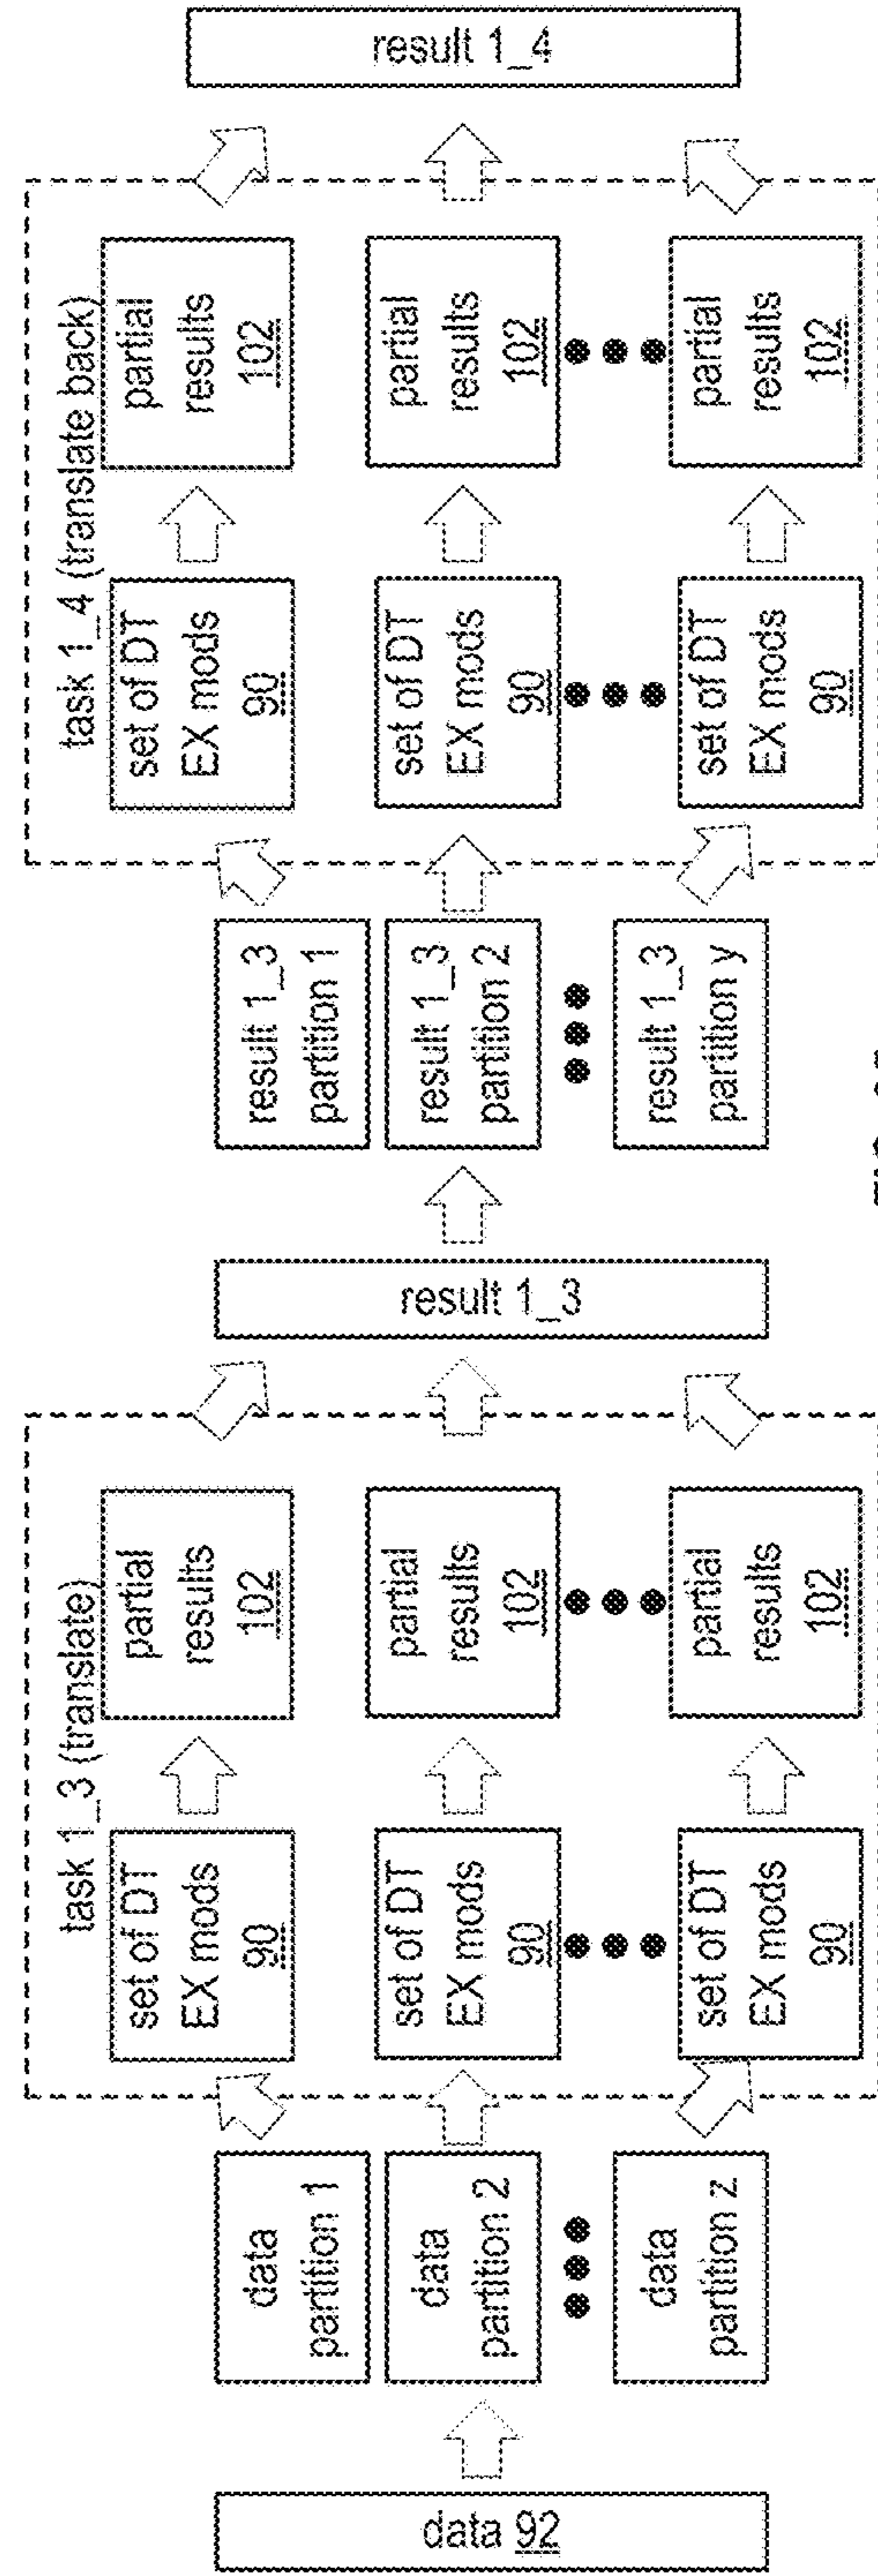 data 92
data
partition 1
data
partition 2
data
partition z
task 1_3 (translate)
set of DT
EX mods
90
partial
results
102
set of DT
EX mods
90
partial
results
102
set of DT
EX mods
90
partial
results
102
result 1_3
result 1_3
partition 1
result 1_3
partition 2
result 1_3
partition y
task 1_4 (translate back)
set of DT
EX mods
90
partial
results
102
set of DT
EX mods
90
partial
results
102
set of DT
EX mods
90
partial
results
102
result 1_4